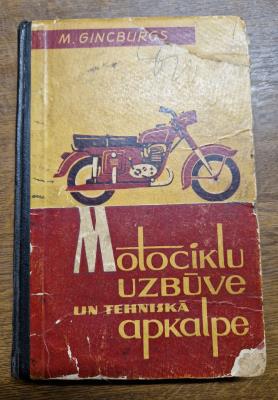 M. GINCBURGS
Motociklu
UZBŪVE
UN TEHNISKĀ
apkalpe